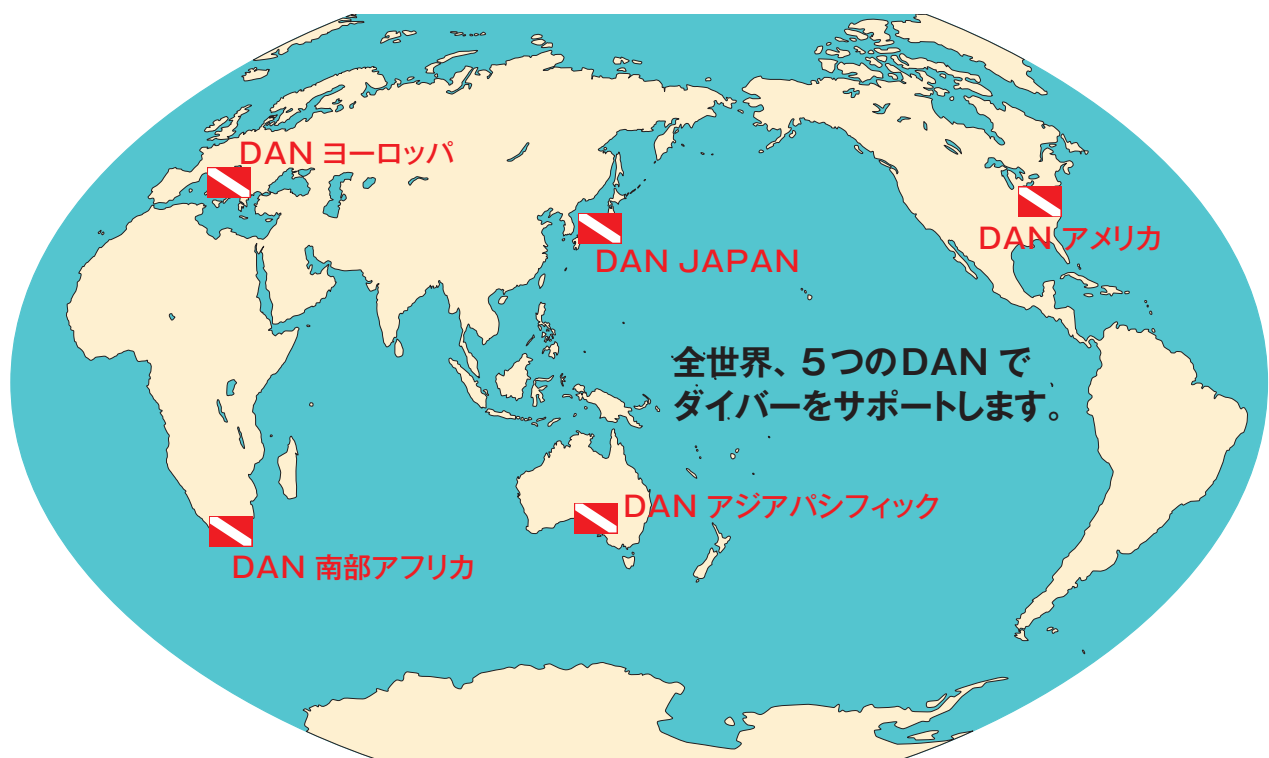 DAN ヨーロッパ
DAN アメリカ
DAN JAPAN
全世界、5つのDAN で
ダイバーをサポートします。
DAN アジアパシフィック
DAN 南部アフリカ